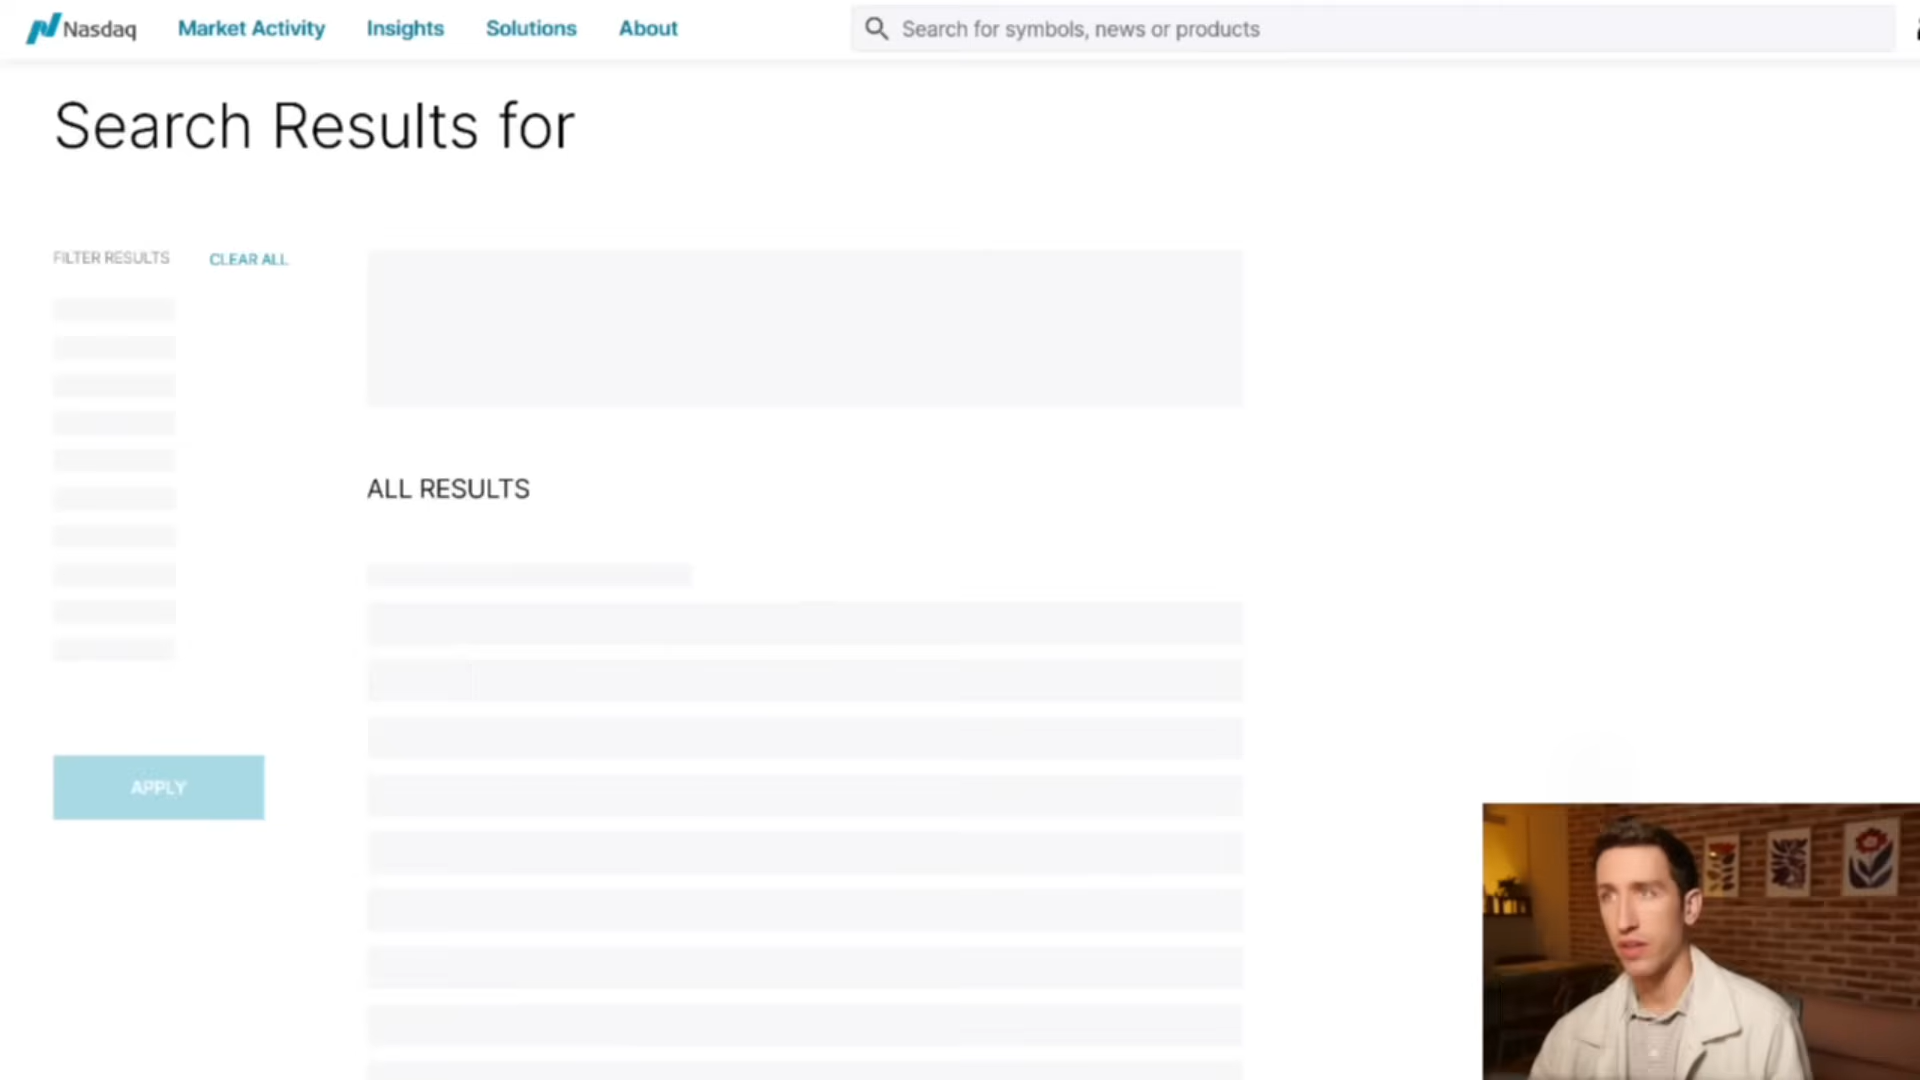 Nasdaq
Market Activity
Insights
Solutions
About
Search for symbols, news or products
Search Results for
FILTER RESULTS
CLEAR ALL
ALL RESULTS
APPLY